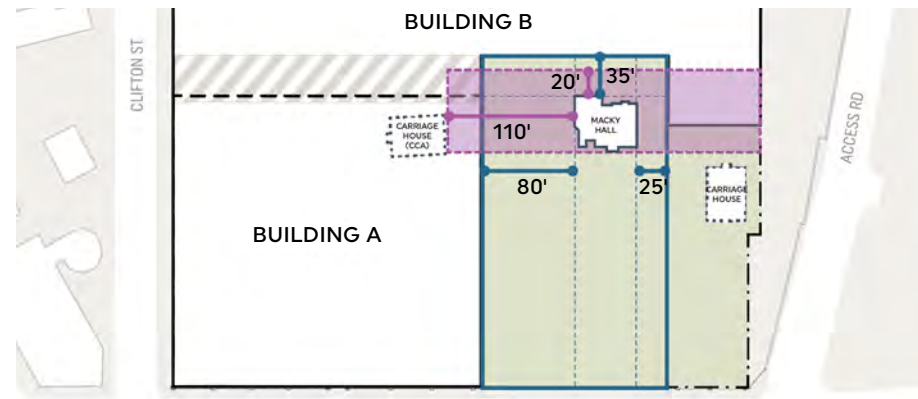 BUILDING B
CLIFTON ST
20'
35'
110'
MACKY
HALL
CARRIAGE
HOUSE
(CCA)
ACCESS RD
80'
25'
CARRIAGE
HOUSE
BUILDING A